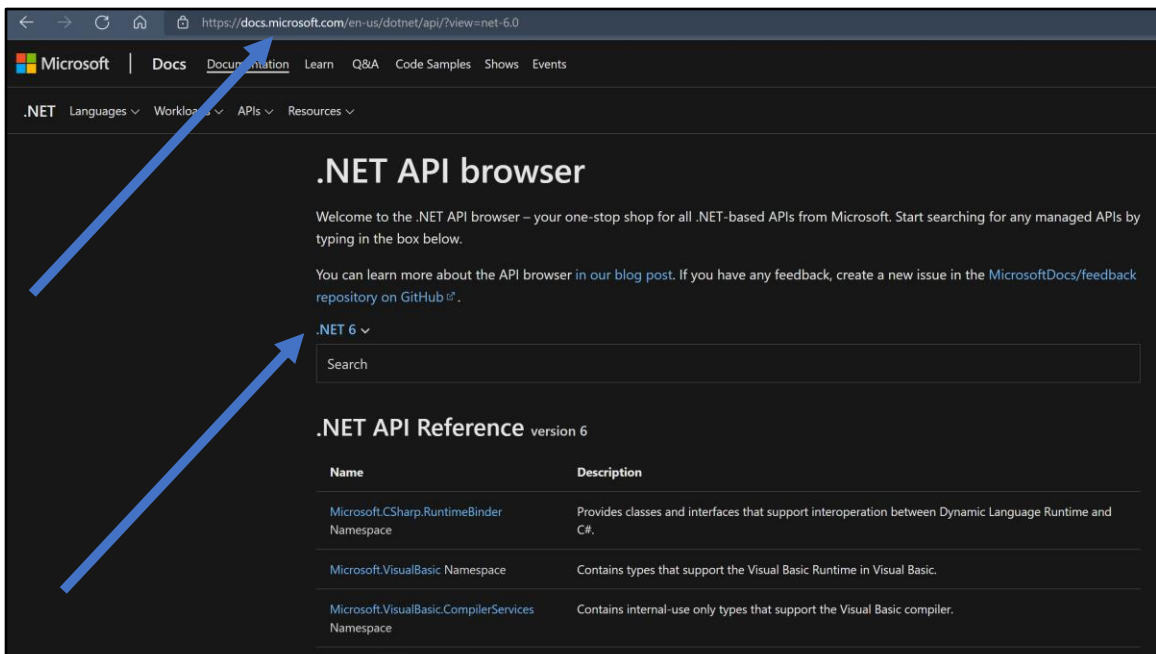 https://docs.microsoft.com/en-us/dotnet/api/?view=net-6.0
Microsoft | Docs Documentation Learn Q&A Code Samples Shows Events
.NET Languages Workloads APIs Resources
.NET API browser
Welcome to the .NET API browser – your one-stop shop for all .NET-based APIs from Microsoft. Start searching for any managed APIs by
typing in the box below.
You can learn more about the API browser in our blog post. If you have any feedback, create a new issue in the MicrosoftDocs/feedback
repository on GitHub .
.NET 6
Search
.NET API Reference version 6
Name Description
Microsoft.CSharp.RuntimeBinder Provides classes and interfaces that support interoperation between Dynamic Language Runtime and
Namespace C#.
Microsoft.VisualBasic Namespace Contains types that support the Visual Basic Runtime in Visual Basic.
Microsoft.VisualBasic.CompilerServices Contains internal-use only types that support the Visual Basic compiler.
Namespace